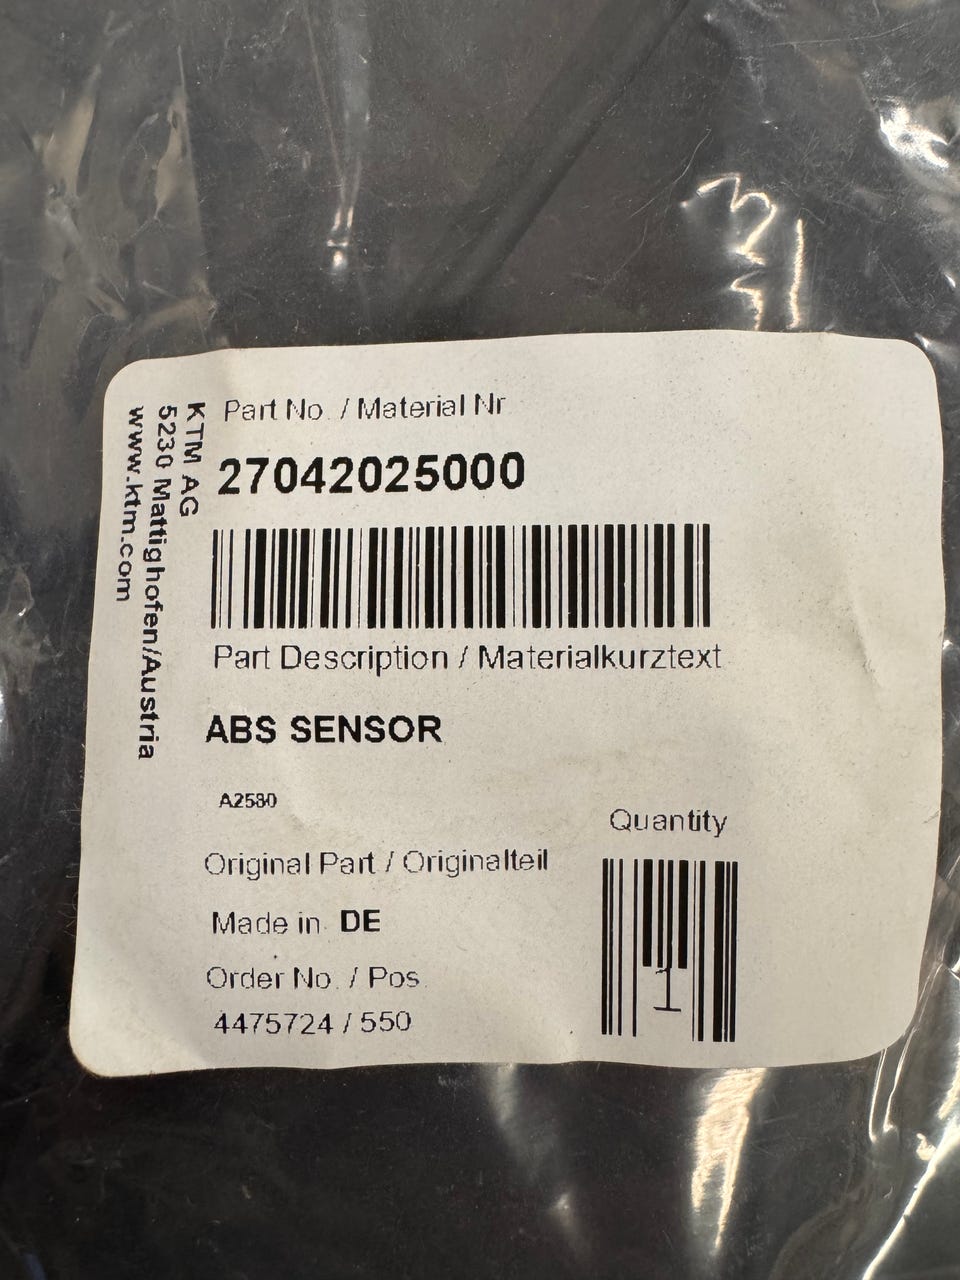 KTM AG
5230 Mattighofen/Austria
www.ktm.com
Part No. / Material Nr
27042025000
Part Description / Materialkurztext
ABS SENSOR
A2580
Original Part / Originalteil
Made in DE
Order No. / Pos.
4475724 / 550
Quantity
1